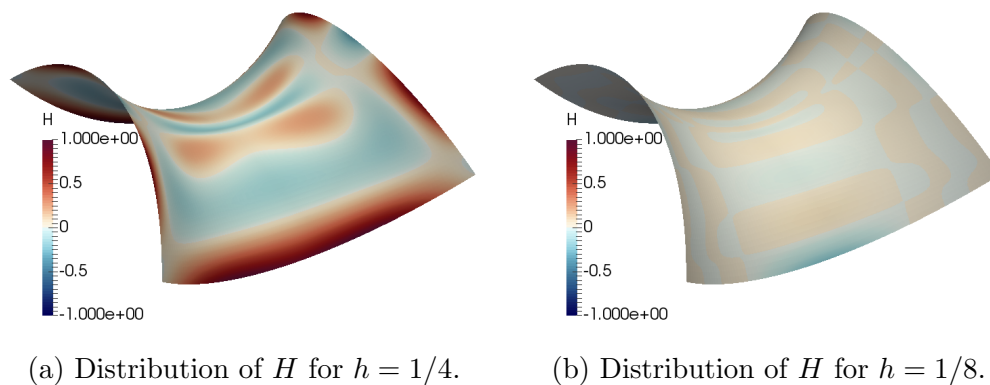 H
1.000e+00
0.5
0
-0.5
-1.000e+00
H
1.000e+00
0.5
0
-0.5
-1.000e+00
(a) Distribution of H for h = 1/4.
(b) Distribution of H for h = 1/8.